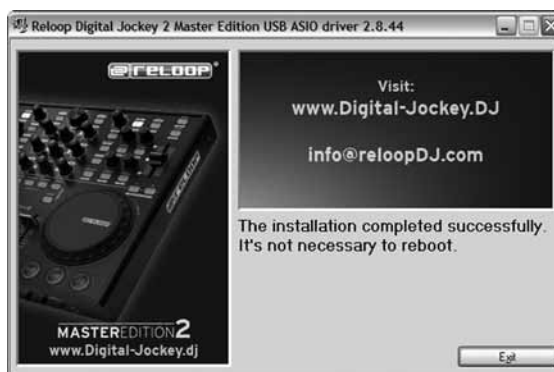 Reloop Digital Jockey 2 Master Edition USB ASIO driver 2.8.44
@reloop®
Visit:
www.Digital-Jockey.DJ
info@reloopDJ.com
The installation completed successfully.
It's not necessary to reboot.
MASTEREDITION2
www.Digital-Jockey.dj
Exit